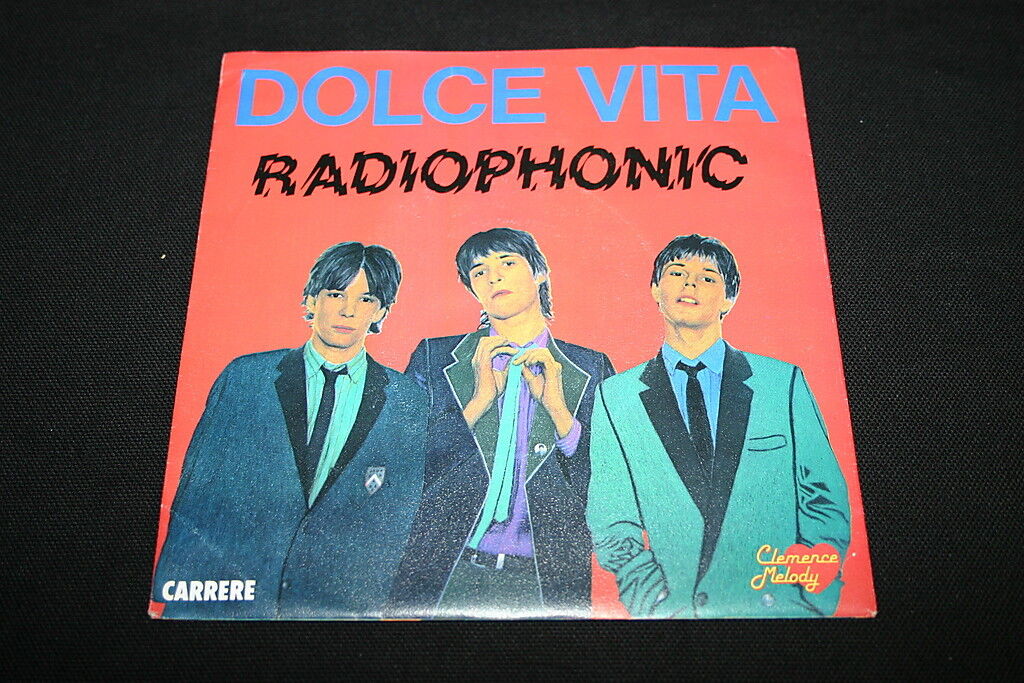 DOLCE VITA
RADIOPHONIC
Clemence
Melody
CARRERE